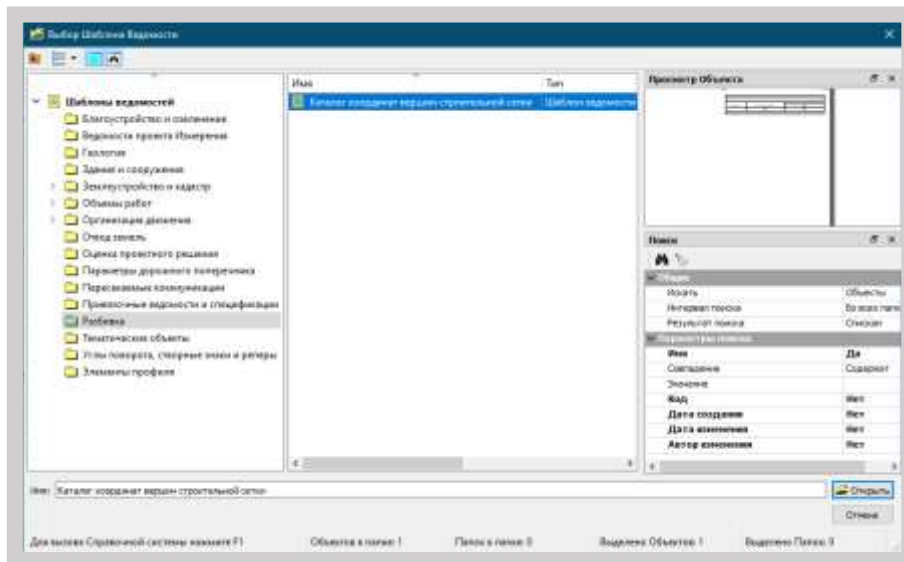 Выбор Шаблона Ведомости
Имя
Тип
Шаблоны ведомостей
Благоустройство и озеленение
Ведомости проекта Измерения
Геология
Здания и сооружения
Землеустройство и кадастр
Объемы работ
Организация движения
Отвод земель
Оценка проектного решения
Параметры дорожного поперечника
Пересекаемые коммуникации
Привязочные ведомости и спецификации
Разбивка
Тематические объекты
Углы поворота, створные знаки и реперы
Элементы профиля
Каталог координат вершин строительной сетки
Шаблон ведомости
Просмотр Объекта
Поиск
Общие
Искать
Объекты
Интервал поиска
Во всех папк
Результат поиска
Списком
Параметры поиска
Имя
Да
Совпадение
Содержит
Значение
Вид
Нет
Дата создания
Нет
Дата изменения
Нет
Автор изменения
Нет
Имя: Каталог координат вершин строительной сетки
Открыть
Отмена
Для вызова Справочной системы нажмите F1
Объектов в папке: 1
Папок в папке: 0
Выделено Объектов: 1
Выделено Папок: 0